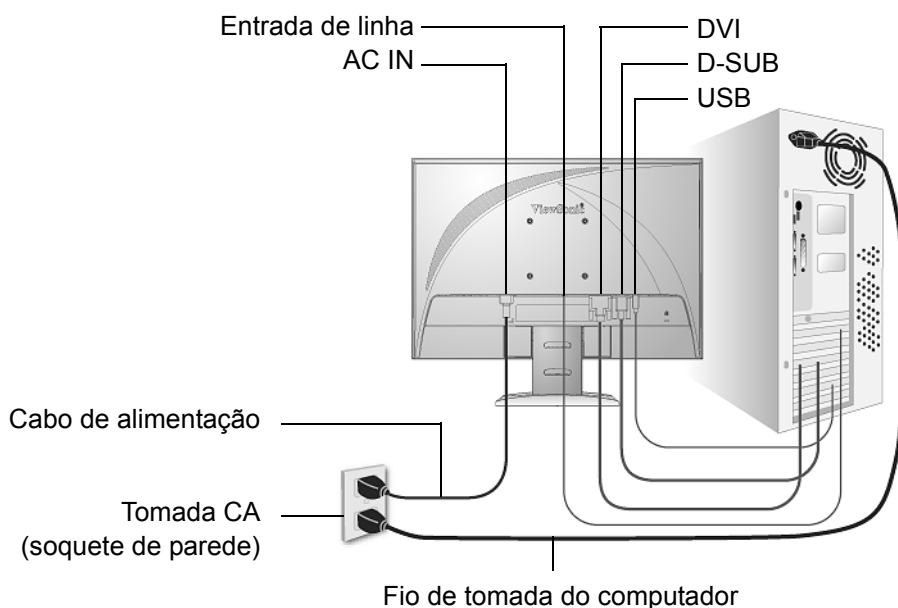 Entrada de linha
AC IN
DVI
D-SUB
USB
ViewSonic
Cabo de alimentação
Tomada CA
(soquete de parede)
Fio de tomada do computador